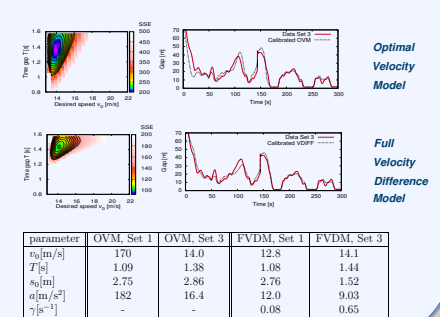 SSE
1.6
1.4
1.2
1
0.8
Time gap T [s]
14 16 18 20 22
Desired speed v0 [m/s]
500
450
400
350
300
250
200
70
60
50
40
30
20
10
0
Gap [m]
Data Set 3
Calibrated OVM
0 50 100 150 200 250 300
Time [s]
Optimal
Velocity
Model
SSE
1.6
1.4
1.2
1
0.8
Time gap T [s]
14 16 18 20 22
Desired speed v0 [m/s]
200
180
160
140
120
100
70
60
50
40
30
20
10
0
Gap [m]
Data Set 3
Calibrated VDIFF
0 50 100 150 200 250 300
Time [s]
Full
Velocity
Difference
Model
parameter OVM, Set 1 OVM, Set 3 FVDM, Set 1 FVDM, Set 3
v0[m/s] 170 14.0 12.8 14.1
T[s] 1.09 1.38 1.08 1.44
s0[m] 2.75 2.86 2.76 1.52
a[m/s²] 182 16.4 12.0 9.03
γ[s⁻¹] - - 0.08 0.65